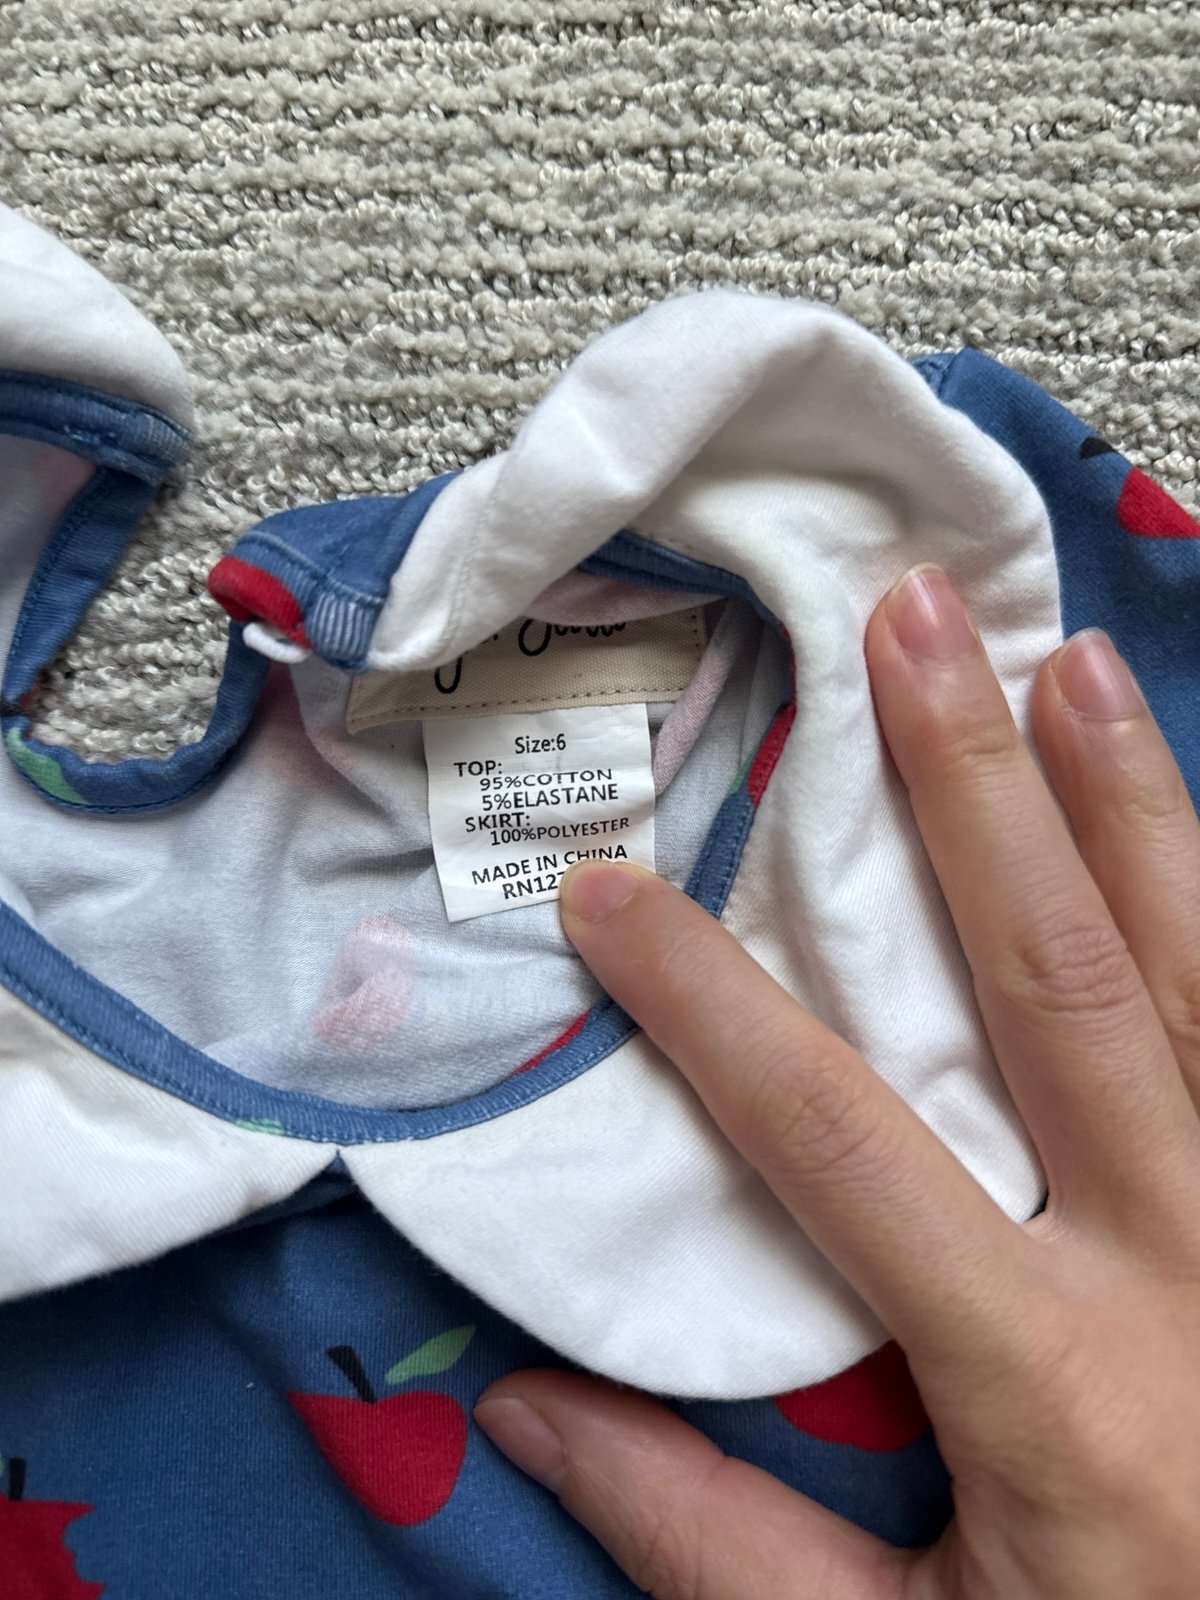 Size:6
TOP:
95%COTTON
5%ELASTANE
SKIRT:
100%POLYESTER
MADE IN CHINA